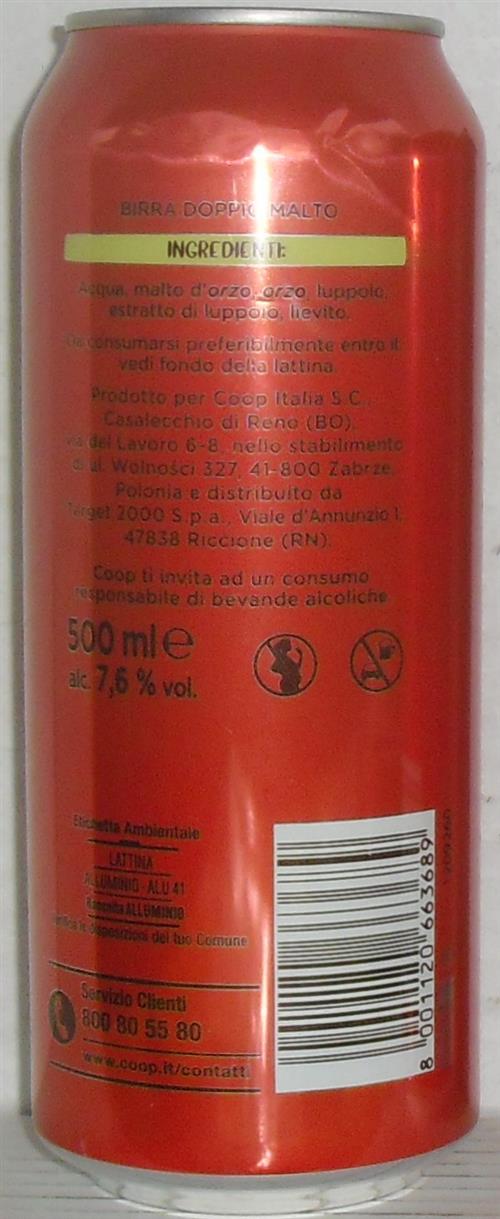 BIRRA DOPPIO MALTO
INGREDIENTI:
Acqua, malto d'orzo, orzo, luppolo,
estratto di luppolo, lievito.
Da consumarsi preferibilmente entro il:
vedi fondo della lattina.
Prodotto per Coop Italia S.C.,
Casalecchio di Reno (BO),
via del Lavoro 6-8, nello stabilimento
di ul. Wolności 327, 41-800 Zabrze,
Polonia e distribuito da
Target 2000 S.p.a., Viale d'Annunzio 1,
47838 Riccione (RN).
Coop ti invita ad un consumo
responsabile di bevande alcoliche.
500 ml e
alc. 7,6 % vol.
Etichetta Ambientale
LATTINA
ALLUMINIO - ALU 41
Raccolta ALLUMINIO
Verifica le disposizioni del tuo Comune
Servizio Clienti
800 80 55 80
www.coop.it/contatti
8 001120 663689